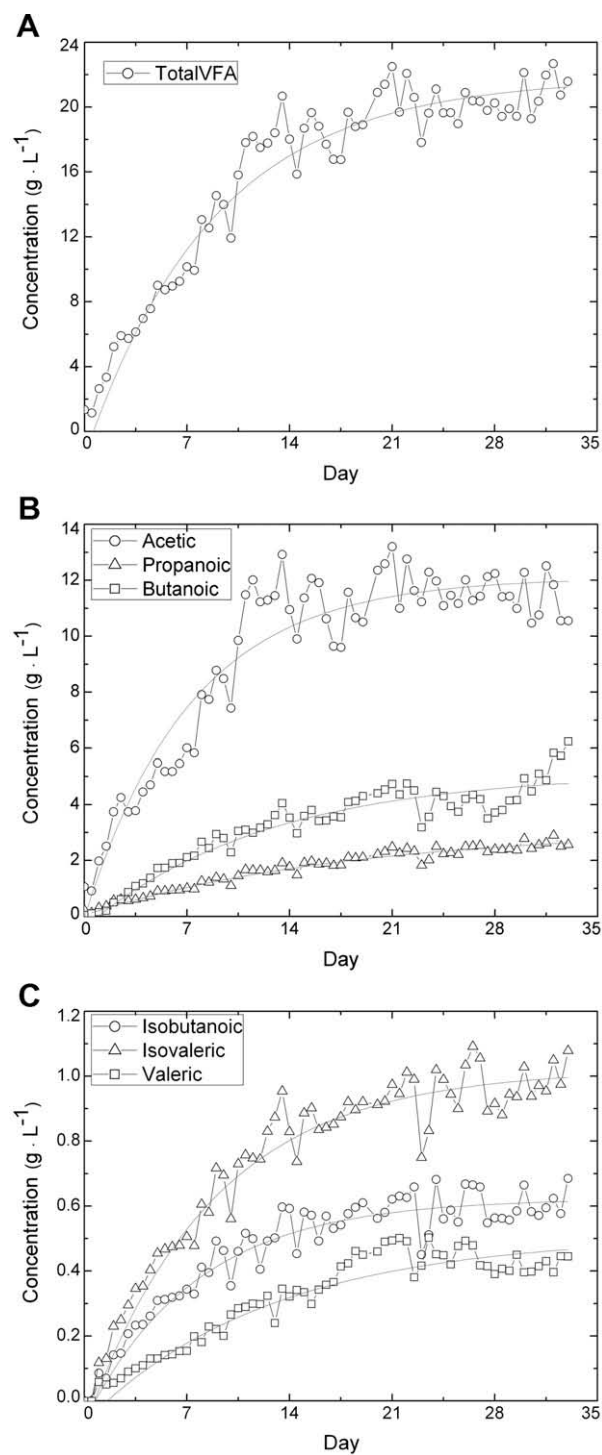 A
TotalVFA
Concentration (g · L⁻¹)
24
20
16
12
8
4
0
0 7 14 21 28 35
Day
B
Acetic
Propanoic
Butanoic
Concentration (g · L⁻¹)
14
12
10
8
6
4
2
0
0 7 14 21 28 35
Day
C
Isobutanoic
Isovaleric
Valeric
Concentration (g · L⁻¹)
1.2
1.0
0.8
0.6
0.4
0.2
0.0
0 7 14 21 28 35
Day